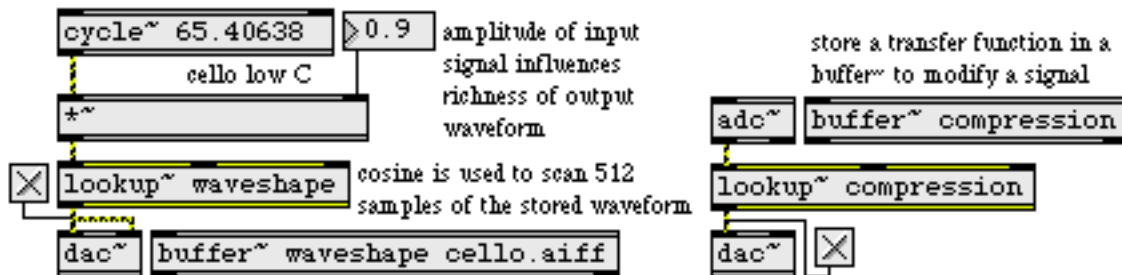 cycle~ 65.40638
0.9
amplitude of input
signal influences
richness of output
waveform
cello low C
*~
lookup~ waveshape
cosine is used to scan 512
samples of the stored waveform
dac~
buffer~ waveshape cello.aiff
store a transfer function in a
buffer~ to modify a signal
adc~
buffer~ compression
lookup~ compression
dac~